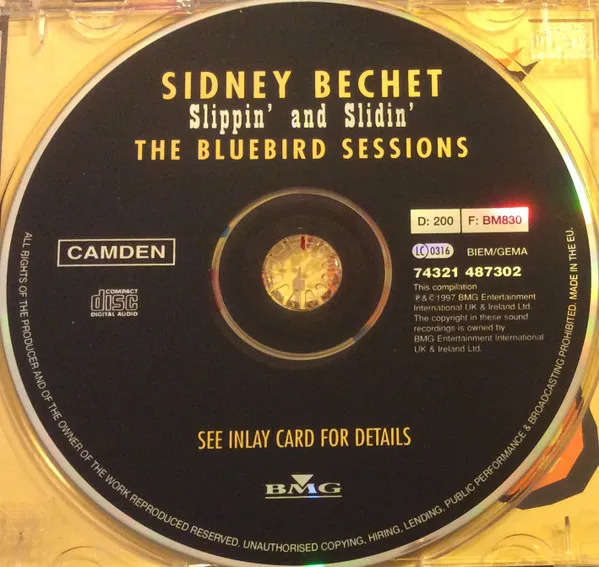 SIDNEY BECHET
Slippin' and Slidin'
THE BLUEBIRD SESSIONS
D: 200 F: BM830
LC 0316 BIEM/GEMA
CAMDEN
74321 487302
COMPACT
disc
DIGITAL AUDIO
This compilation
℗ & © 1997 BMG Entertainment
International UK & Ireland Ltd.
The copyright in these sound
recordings is owned by
BMG Entertainment International
UK & Ireland Ltd.
SEE INLAY CARD FOR DETAILS
BMG
ALL RIGHTS OF THE PRODUCER AND OF THE OWNER OF THE WORK REPRODUCED RESERVED. UNAUTHORISED COPYING, HIRING, LENDING, PUBLIC PERFORMANCE & BROADCASTING PROHIBITED. MADE IN THE EU.